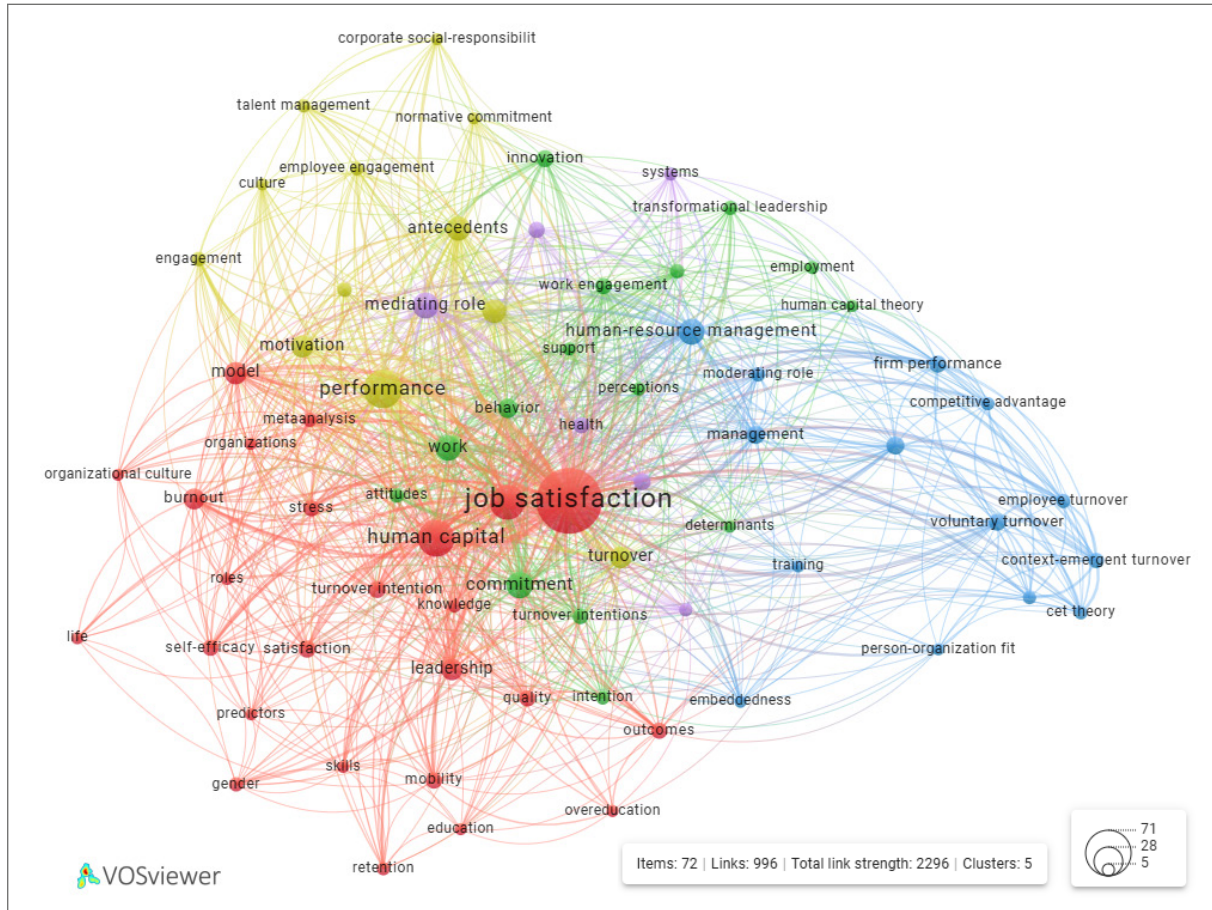 corporate social-responsibilit
talent management
normative commitment
innovation
employee engagement
systems
culture
transformational leadership
antecedents
engagement
employment
work engagement
mediating role
human capital theory
human-resource management
motivation
support
firm performance
model
moderating role
performance
perceptions
competitive advantage
behavior
metaanalysis
health
management
organizations
work
organizational culture
burnout
attitudes
job satisfaction
employee turnover
stress
voluntary turnover
determinants
human capital
turnover
context-emergent turnover
training
roles
commitment
turnover intention
knowledge
turnover intentions
cet theory
life
self-efficacy
satisfaction
person-organization fit
leadership
quality
intention
embeddedness
predictors
outcomes
skills
gender
mobility
overeducation
education
retention
71
28
5
Items: 72 | Links: 996 | Total link strength: 2296 | Clusters: 5
VOSviewer